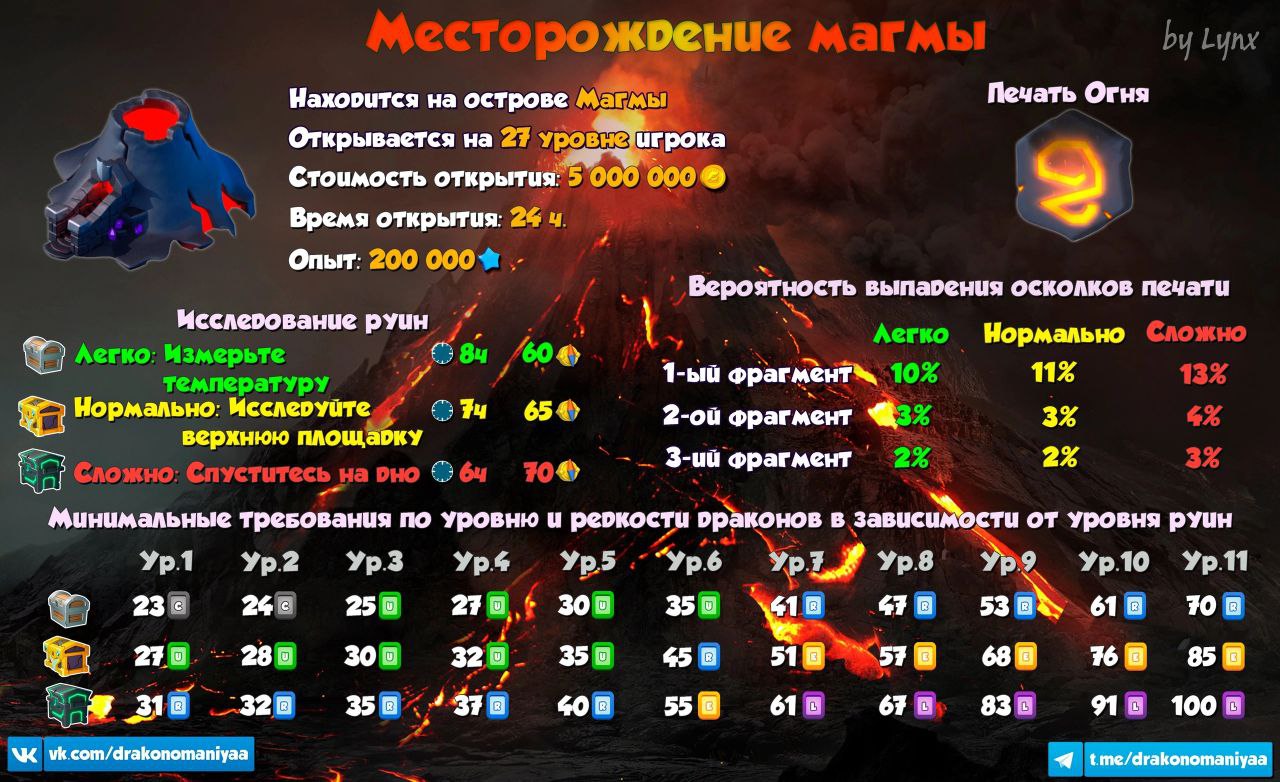 Месторождение магмы
by Lynx
Находится на острове Магмы
Открывается на 27 уровне игрока
Стоимость открытия: 5 000 000
Время открытия: 24 ч.
Опыт: 200 000
Печать Огня
Исследование руин
Легко: Измерьте температуру 8ч 60
Нормально: Исследуйте верхнюю площадку 7ч 65
Сложно: Спуститесь на дно 6ч 70
Вероятность выпадения осколков печати
Легко Нормально Сложно
1-ый фрагмент 10% 11% 13%
2-ой фрагмент 3% 3% 4%
3-ий фрагмент 2% 2% 3%
Минимальные требования по уровню и редкости драконов в зависимости от уровня руин
Ур.1 Ур.2 Ур.3 Ур.4 Ур.5 Ур.6 Ур.7 Ур.8 Ур.9 Ур.10 Ур.11
23 C 24 C 25 U 27 U 30 U 35 U 41 R 47 R 53 R 61 R 70 R
27 U 28 U 30 U 32 U 35 U 45 R 51 E 57 E 68 E 76 E 85 E
31 R 32 R 35 R 37 R 40 R 55 E 61 L 67 L 83 L 91 L 100 L
vk.com/drakonomaniyaa
t.me/drakonomaniyaa